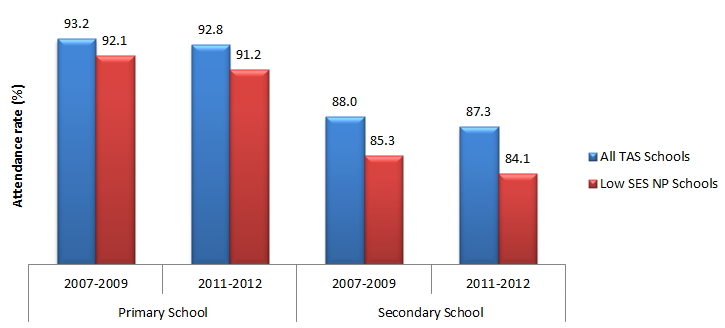 93.2
92.1
92.8
91.2
88.0
85.3
87.3
84.1
Attendance rate (%)
All TAS Schools
Low SES NP Schools
2007-2009
2011-2012
2007-2009
2011-2012
Primary School
Secondary School